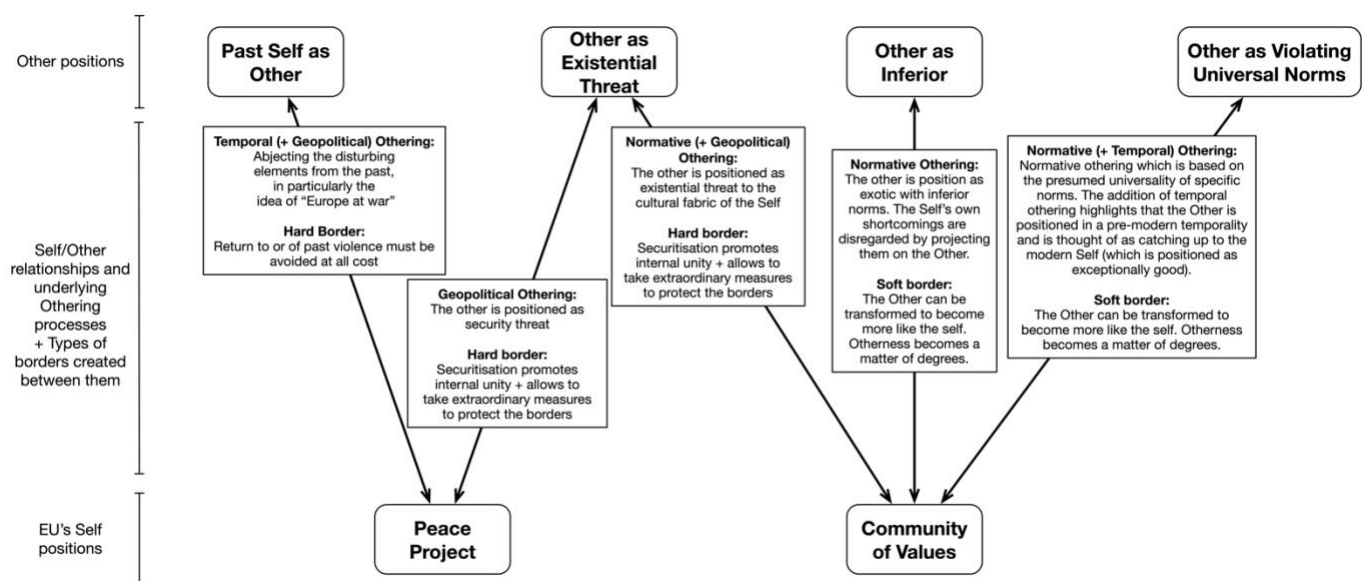 Other positions
Past Self as
Other
Other as
Existential
Threat
Other as
Inferior
Other as Violating
Universal Norms
Self/Other
relationships and
underlying
Othering
processes
+ Types of
borders created
between them
Temporal (+ Geopolitical) Othering:
Abjecting the disturbing
elements from the past,
in particularly the
idea of “Europe at war”
Hard Border:
Return to or of past violence must be
avoided at all cost
Geopolitical Othering:
The other is positioned as
security threat
Hard border:
Securitisation promotes
internal unity + allows to
take extraordinary measures
to protect the borders
Normative (+ Geopolitical)
Othering:
The other is positioned as
existential threat to the
cultural fabric of the Self
Hard border:
Securitisation promotes
internal unity + allows to
take extraordinary measures
to protect the borders
Normative Othering:
The other is position as
exotic with inferior
norms. The Self’s own
shortcomings are
disregarded by projecting
them on the Other.
Soft border:
The Other can be
transformed to become
more like the self.
Otherness becomes a
matter of degrees.
Normative (+ Temporal) Othering:
Normative othering which is based on
the presumed universality of specific
norms. The addition of temporal
othering highlights that the Other is
positioned in a pre-modern temporality
and is thought of as catching up to the
modern Self (which is positioned as
exceptionally good).
Soft border:
The Other can be transformed to
become more like the self. Otherness
becomes a matter of degrees.
EU’s Self
positions
Peace
Project
Community
of Values